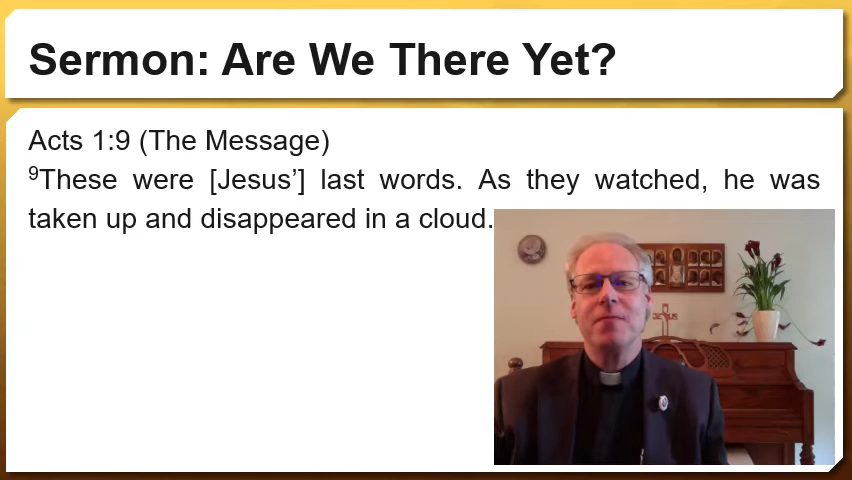 Sermon: Are We There Yet?
Acts 1:9 (The Message)
⁹These were [Jesus’] last words. As they watched, he was
taken up and disappeared in a cloud.
JESUS